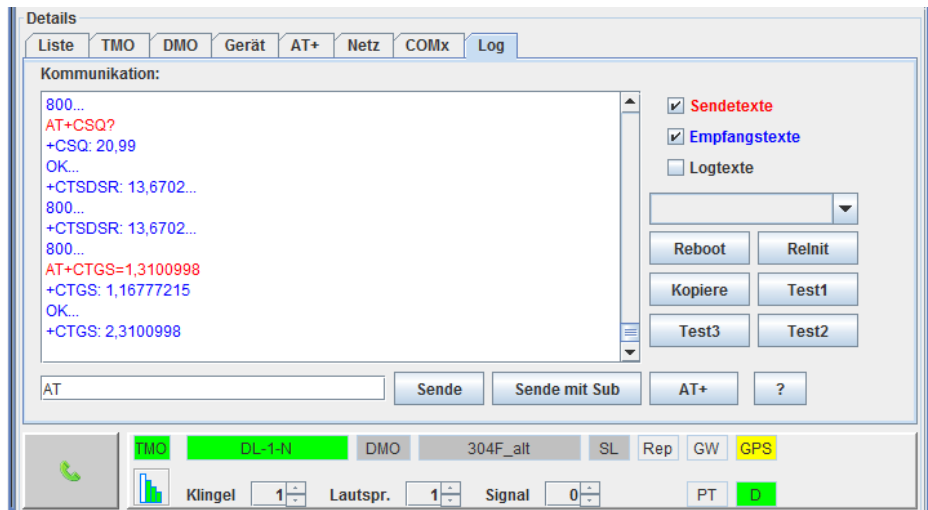 Details
Liste TMO DMO Gerät AT+ Netz COMx Log
Kommunikation:
800...
AT+CSQ?
+CSQ: 20,99
OK...
+CTSDSR: 13,6702...
800...
+CTSDSR: 13,6702...
800...
AT+CTGS=1,3100998
+CTGS: 1,16777215
OK...
+CTGS: 2,3100998
Sendetexte
Empfangstexte
Logtexte
Reboot ReInit
Kopiere Test1
Test3 Test2
AT Sende Sende mit Sub AT+ ?
TMO DL-1-N DMO 304F_alt SL Rep GW GPS
Klingel 1 Lautspr. 1 Signal 0 PT D